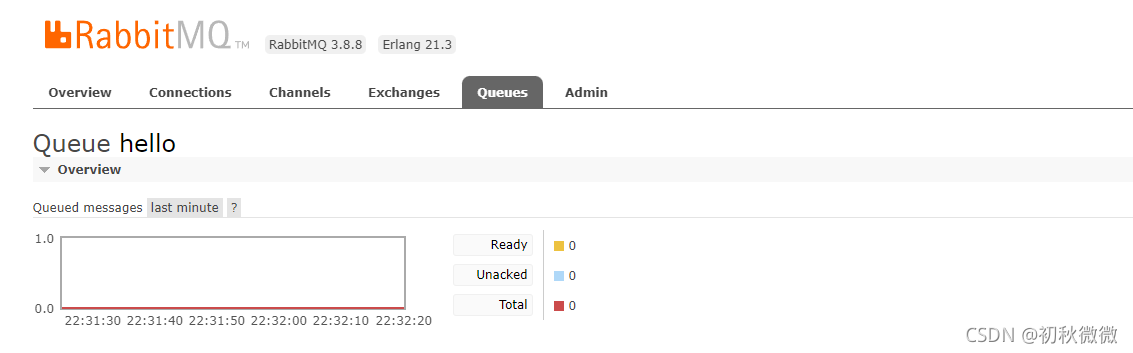 RabbitMQ TM RabbitMQ 3.8.8 Erlang 21.3
Overview Connections Channels Exchanges Queues Admin
Queue hello
Overview
Queued messages last minute ?
1.0
0.0
22:31:30 22:31:40 22:31:50 22:32:00 22:32:10 22:32:20
Ready 0
Unacked 0
Total 0
CSDN @初秋微微